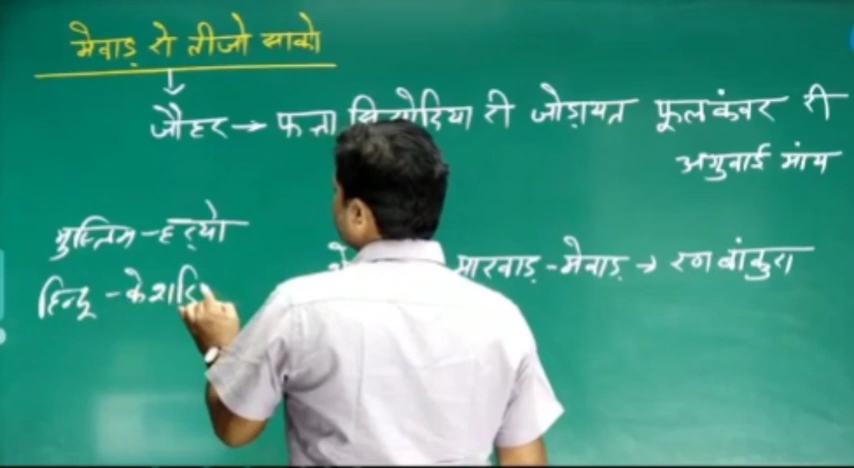 मेवाड़ रो तीजो साको
जौहर → फत्ता सिसोदिया री जोड़ायत फूलकंवर री
अगुवाई मांय
मुस्लिम - हर्यो
मारवाड़ - मेवाड़ → रण बांकुरा
हिन्दू - केशरि